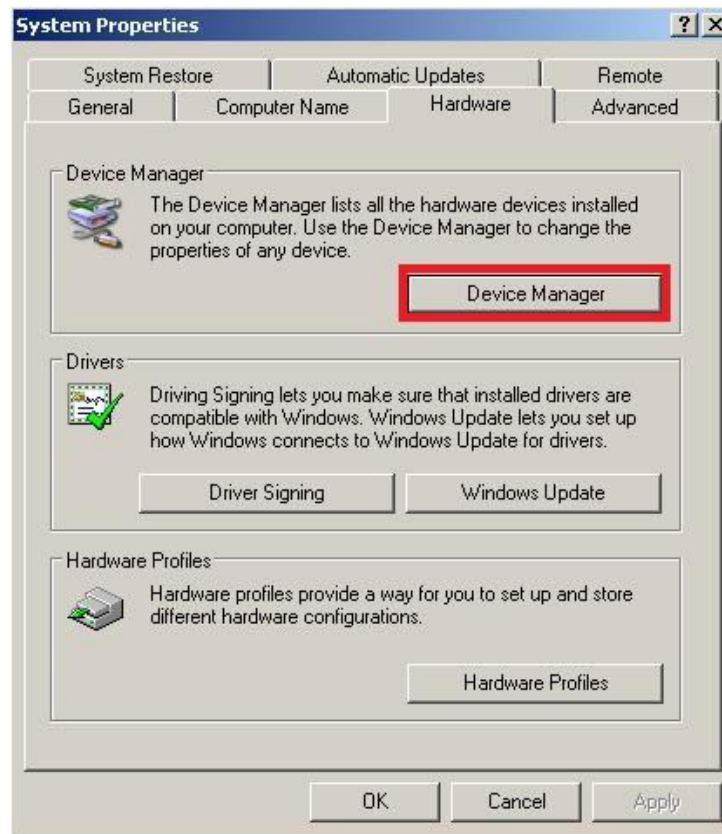 System Properties
System Restore Automatic Updates Remote
General Computer Name Hardware Advanced
Device Manager
The Device Manager lists all the hardware devices installed
on your computer. Use the Device Manager to change the
properties of any device.
Device Manager
Drivers
Driving Signing lets you make sure that installed drivers are
compatible with Windows. Windows Update lets you set up
how Windows connects to Windows Update for drivers.
Driver Signing Windows Update
Hardware Profiles
Hardware profiles provide a way for you to set up and store
different hardware configurations.
Hardware Profiles
OK Cancel Apply